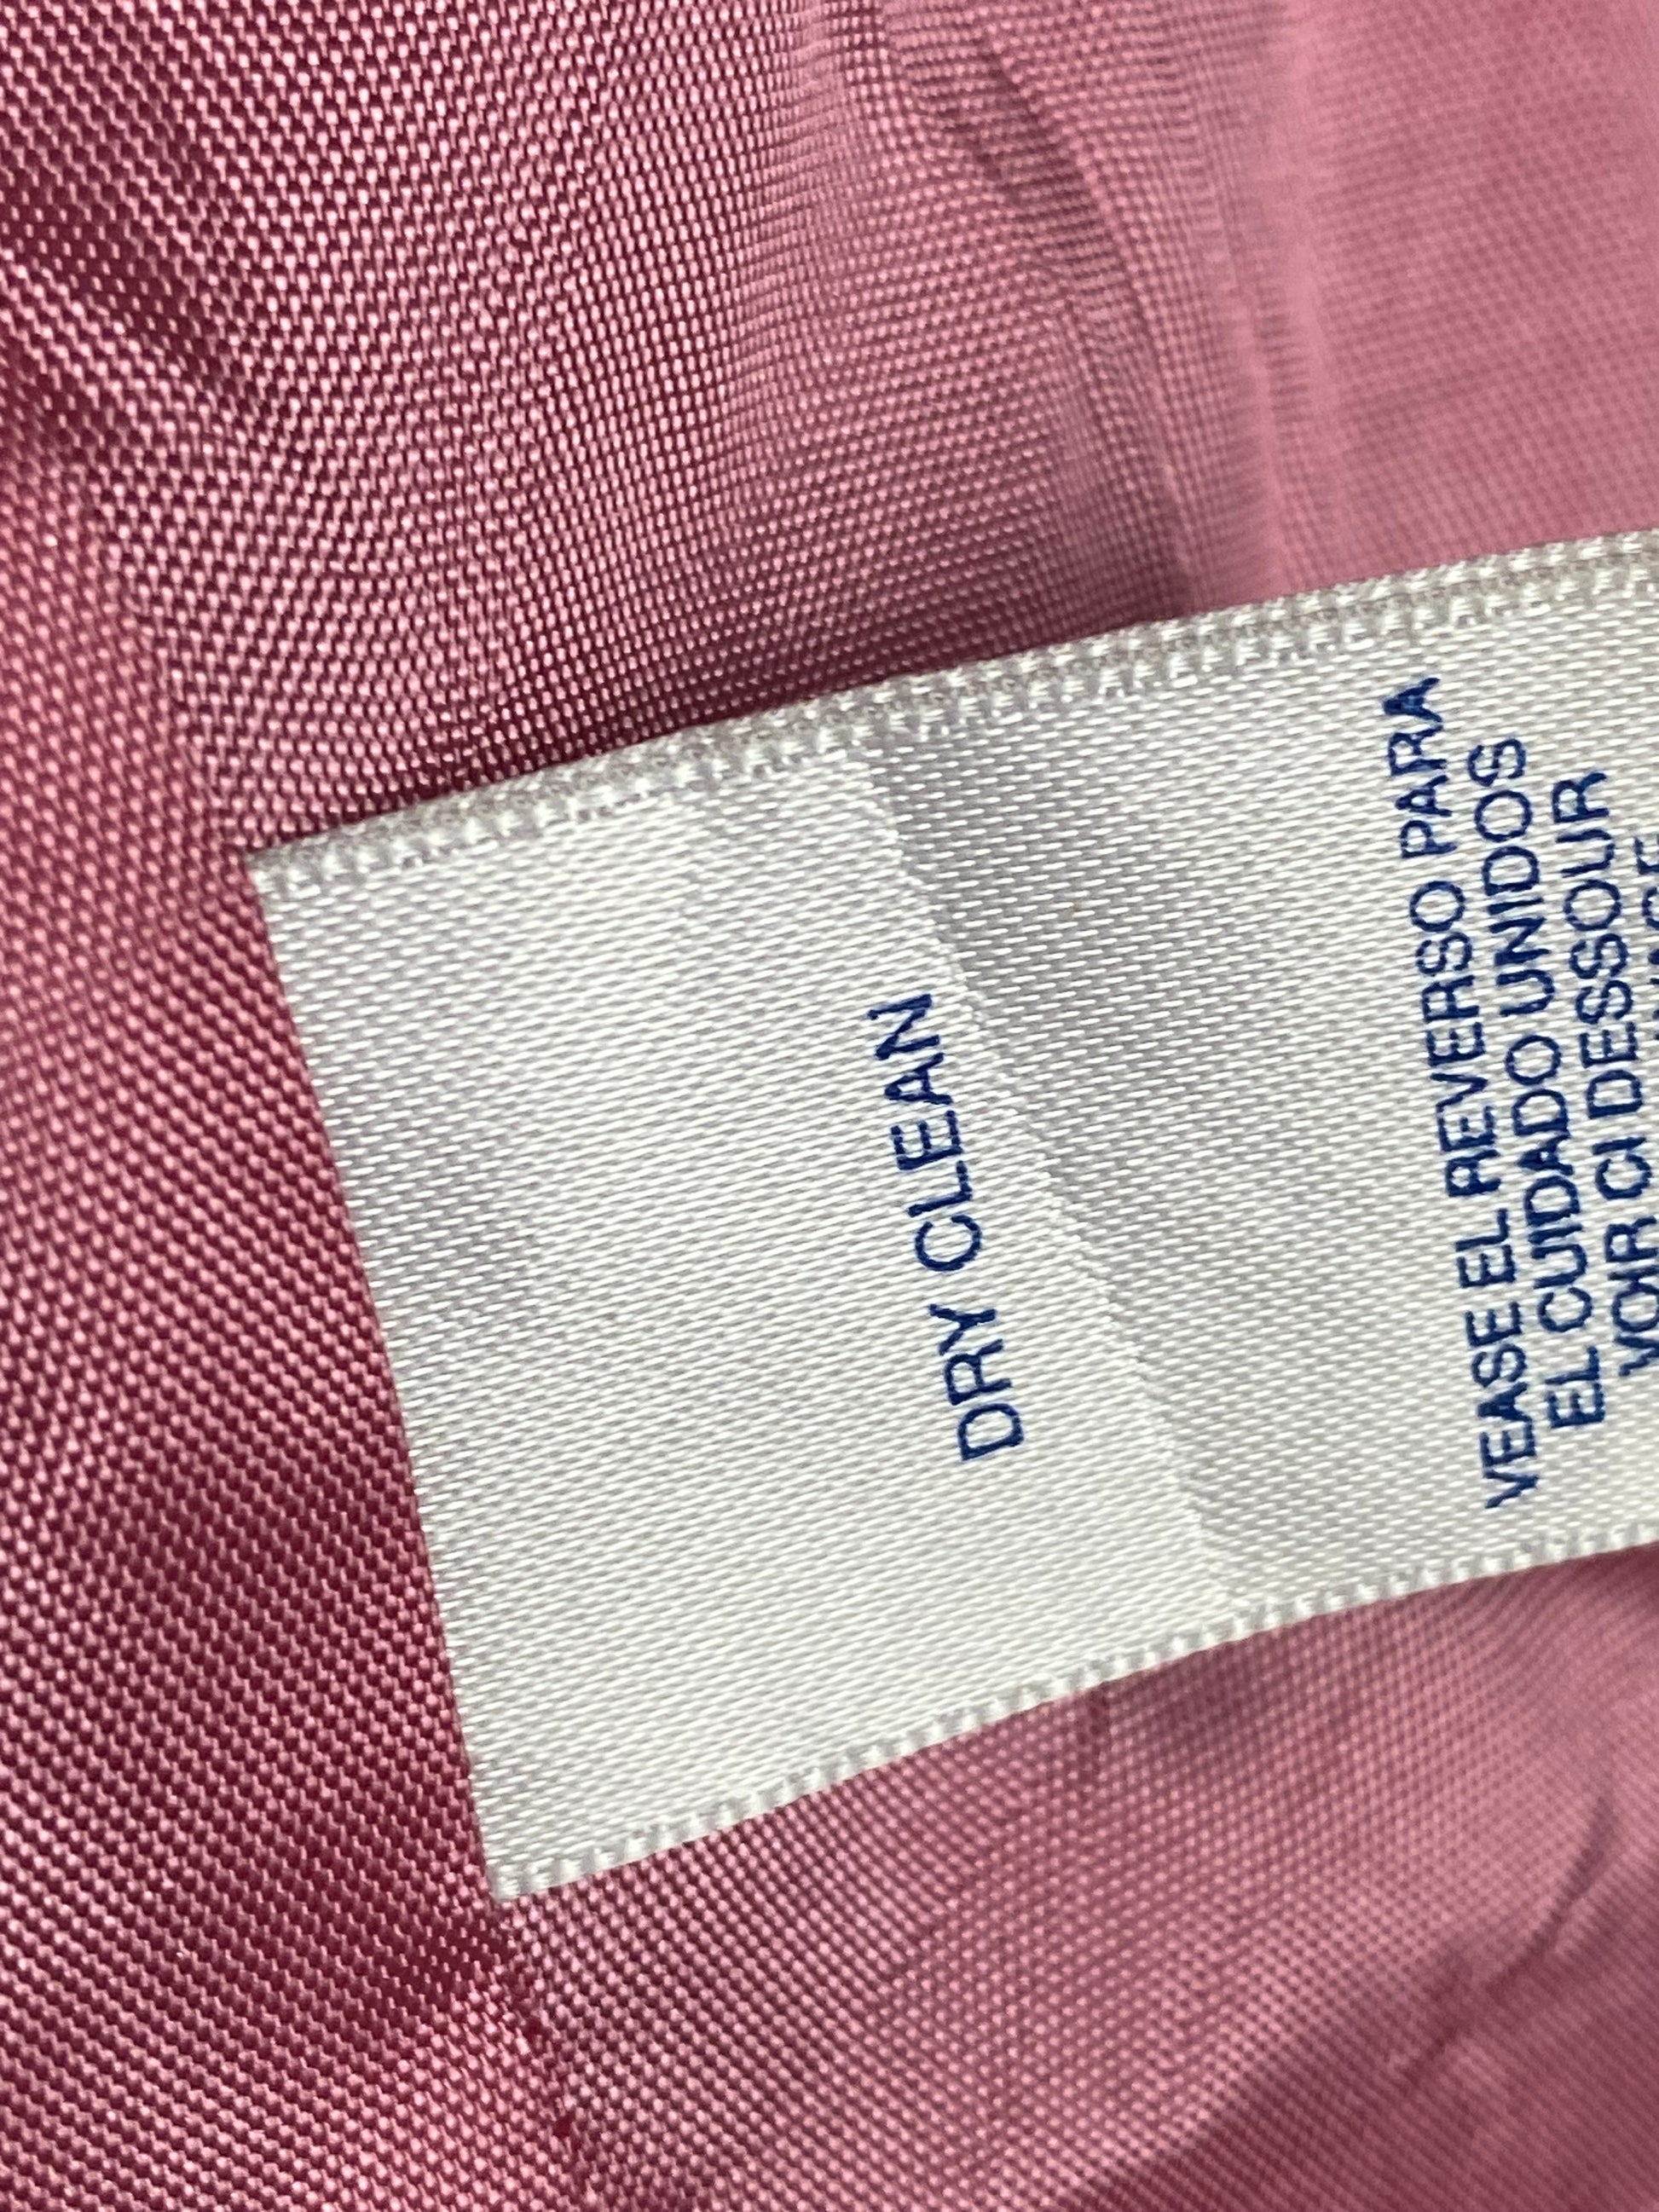 DRY CLEAN
VEASE EL REVERSO PARA
EL CUIDADO UNIDOS
VOIR CI DESSOUR